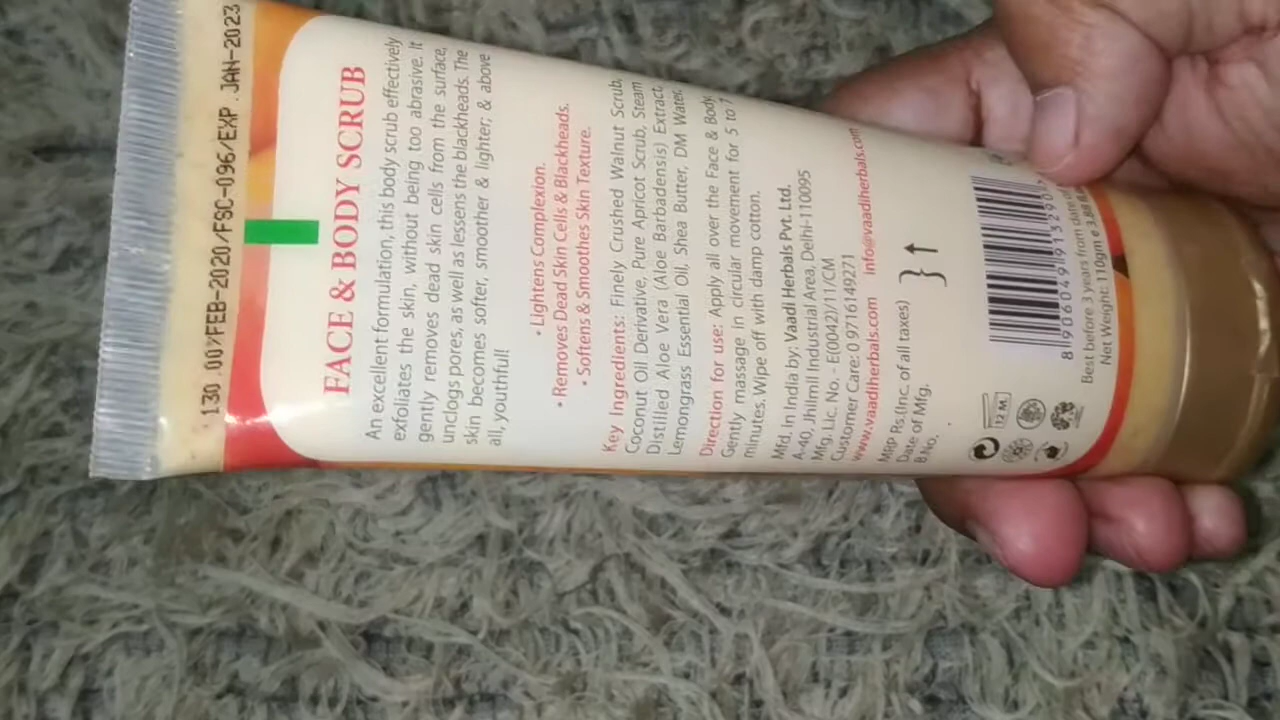 130.00/FEB-2020/FSC-096/EXP.JAN-2023
FACE & BODY SCRUB
An excellent formulation, this body scrub effectively
exfoliates the skin, without being too abrasive. It
gently removes dead skin cells from the surface,
unclogs pores, as well as lessens the blackheads. The
skin becomes softer, smoother & lighter; & above
all, youthful!
• Lightens Complexion.
• Removes Dead Skin Cells & Blackheads.
• Softens & Smoothes Skin Texture.
Key Ingredients: Finely Crushed Walnut Scrub,
Coconut Oil Derivative, Pure Apricot Scrub, Steam
Distilled Aloe Vera (Aloe Barbadensis) Extract,
Lemongrass Essential Oil, Shea Butter, DM Water.
Direction for use: Apply all over the Face & Body.
Gently massage in circular movement for 5 to 7
minutes. Wipe off with damp cotton.
Mfd. In India by: Vaadi Herbals Pvt. Ltd.
A-40, Jhilmil Industrial Area, Delhi-110095
Mfg. Lic. No. - E(0042)/11/CM
Customer Care: 0 9716149271
www.vaadiherbals.com info@vaadiherbals.com
MRP Rs.(Inc. of all taxes)
Date of Mfg.
B.No.
12 M
8 906049 913250
Best before 3 years from date
Net Weight: 110gm e 3.88